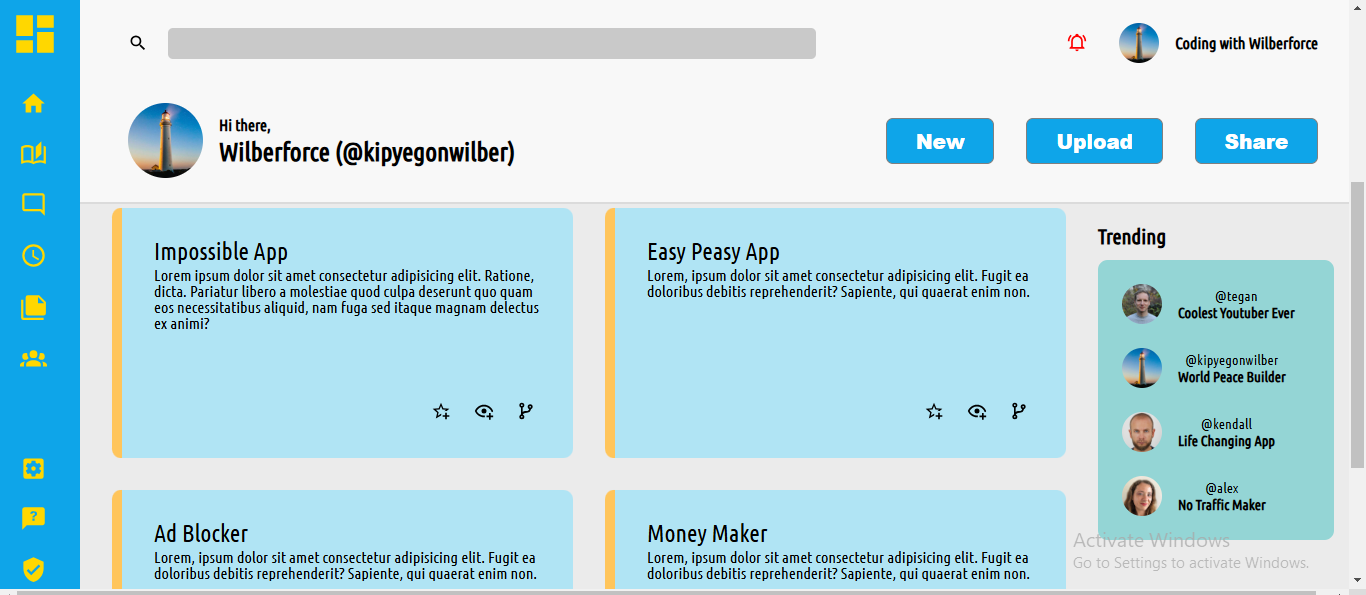 Coding with Wilberforce
Hi there,
Wilberforce (@kipyegonwilber)
New
Upload
Share
Impossible App
Lorem ipsum dolor sit amet consectetur adipisicing elit. Ratione,
dicta. Pariatur libero a molestiae quod culpa deserunt quo quam
eos necessitatibus aliquid, nam fuga sed itaque magnam delectus
ex animi?
Easy Peasy App
Lorem, ipsum dolor sit amet consectetur adipisicing elit. Fugit ea
doloribus debitis reprehenderit? Sapiente, qui quaerat enim non.
Ad Blocker
Lorem, ipsum dolor sit amet consectetur adipisicing elit. Fugit ea
doloribus debitis reprehenderit? Sapiente, qui quaerat enim non.
Money Maker
Lorem, ipsum dolor sit amet consectetur adipisicing elit. Fugit ea
doloribus debitis reprehenderit? Sapiente, qui quaerat enim non.
Trending
@tegan
Coolest Youtuber Ever
@kipyegonwilber
World Peace Builder
@kendall
Life Changing App
@alex
No Traffic Maker
Activate Windows
Go to Settings to activate Windows.